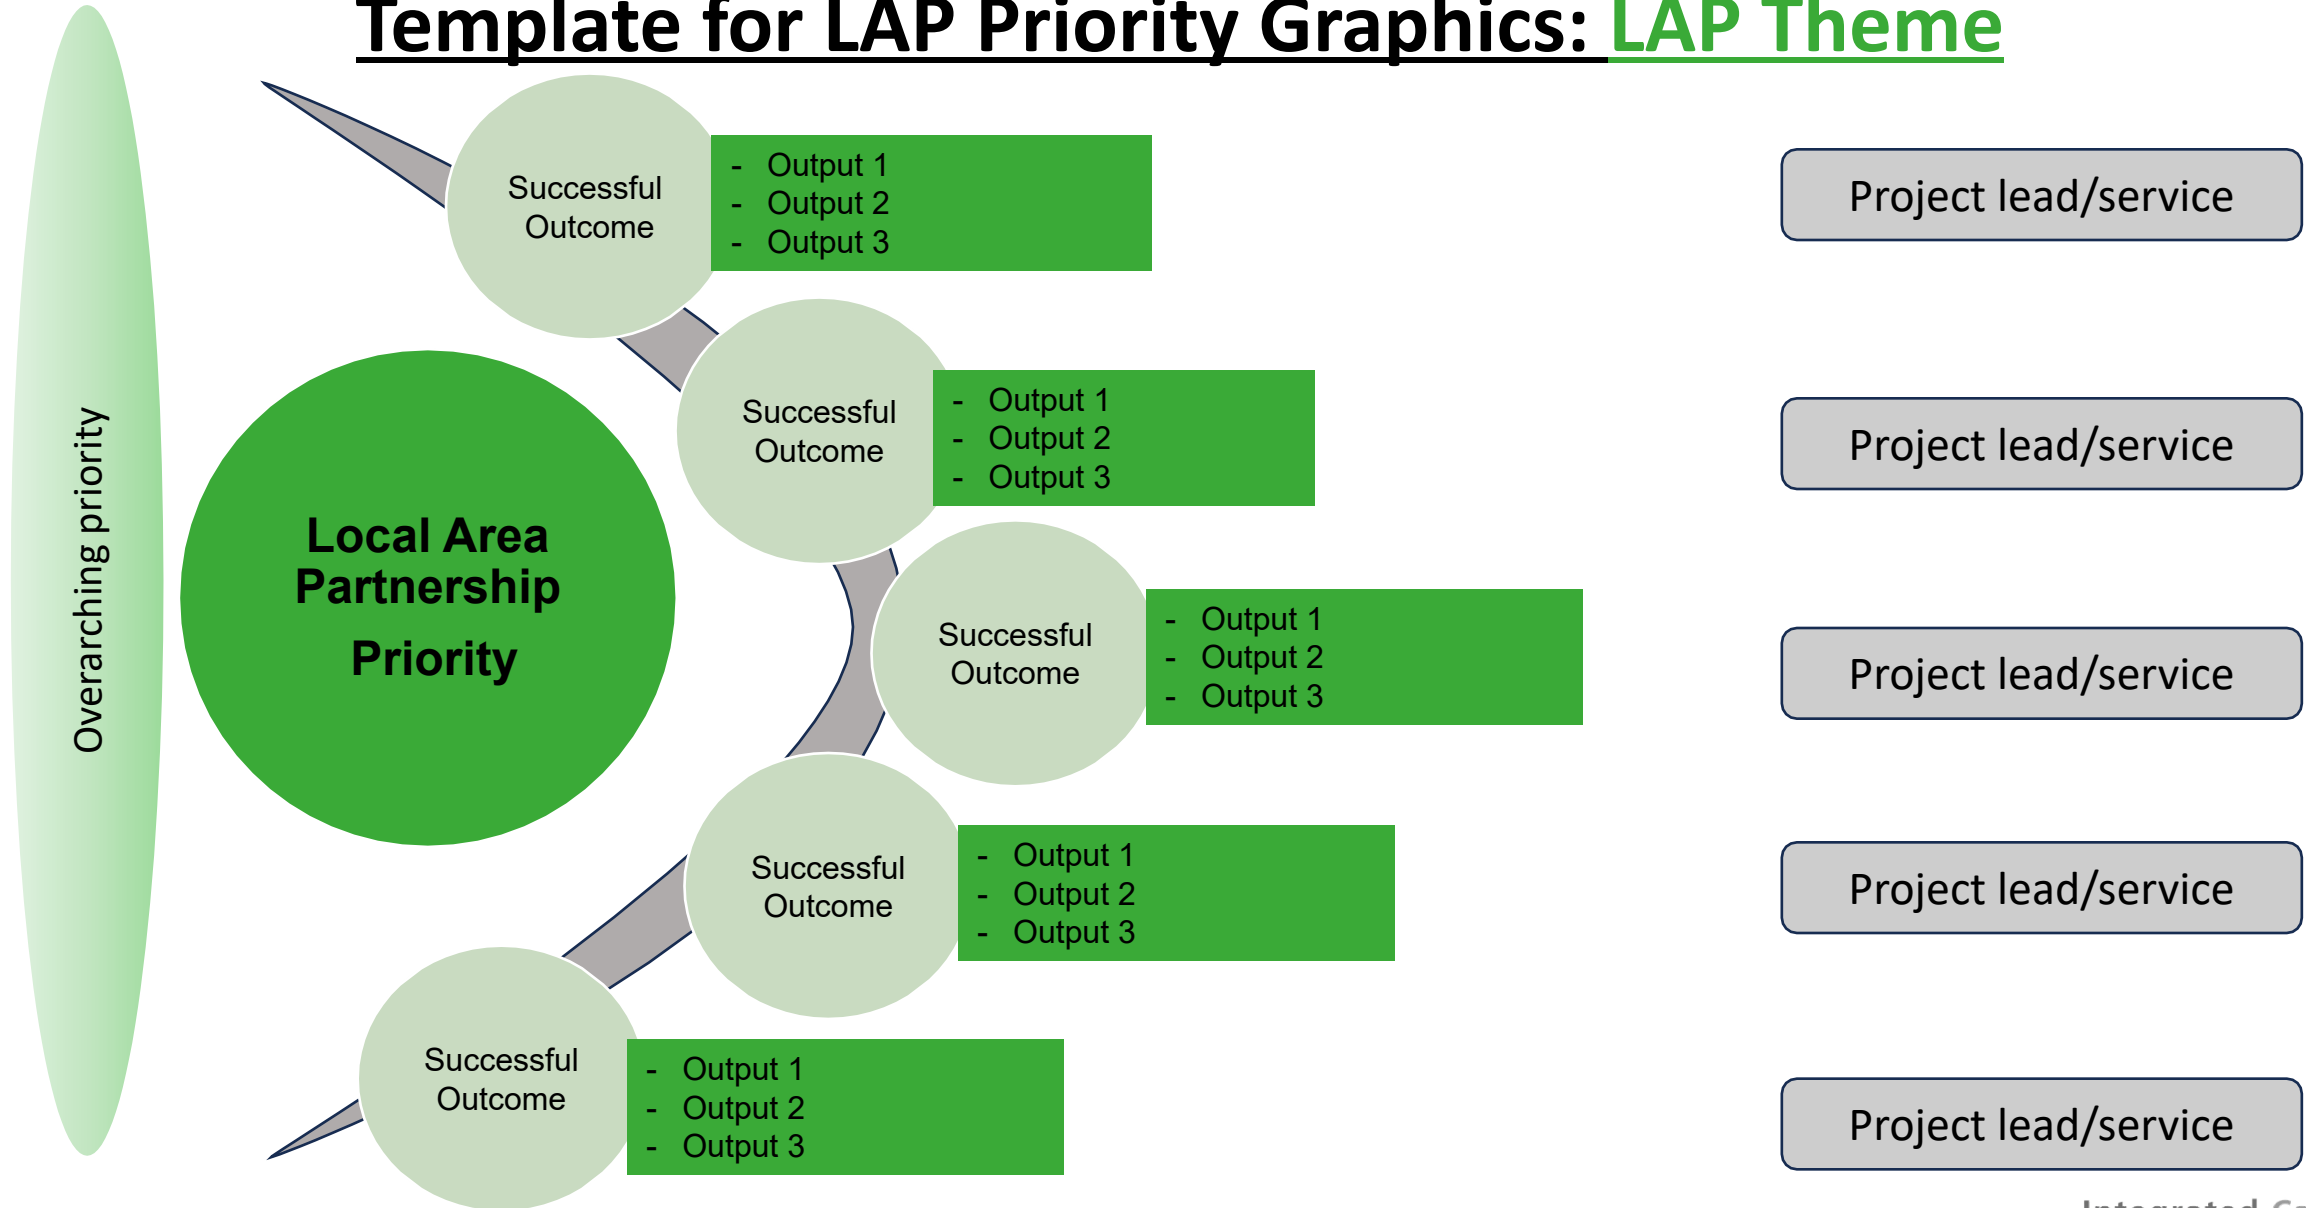 Template for LAP Priority Graphics: LAP Theme
Overarching priority
Local Area
Partnership
Priority
Successful
Outcome
- Output 1
- Output 2
- Output 3
Project lead/service
Successful
Outcome
- Output 1
- Output 2
- Output 3
Project lead/service
Successful
Outcome
- Output 1
- Output 2
- Output 3
Project lead/service
Successful
Outcome
- Output 1
- Output 2
- Output 3
Project lead/service
Successful
Outcome
- Output 1
- Output 2
- Output 3
Project lead/service
Integrated